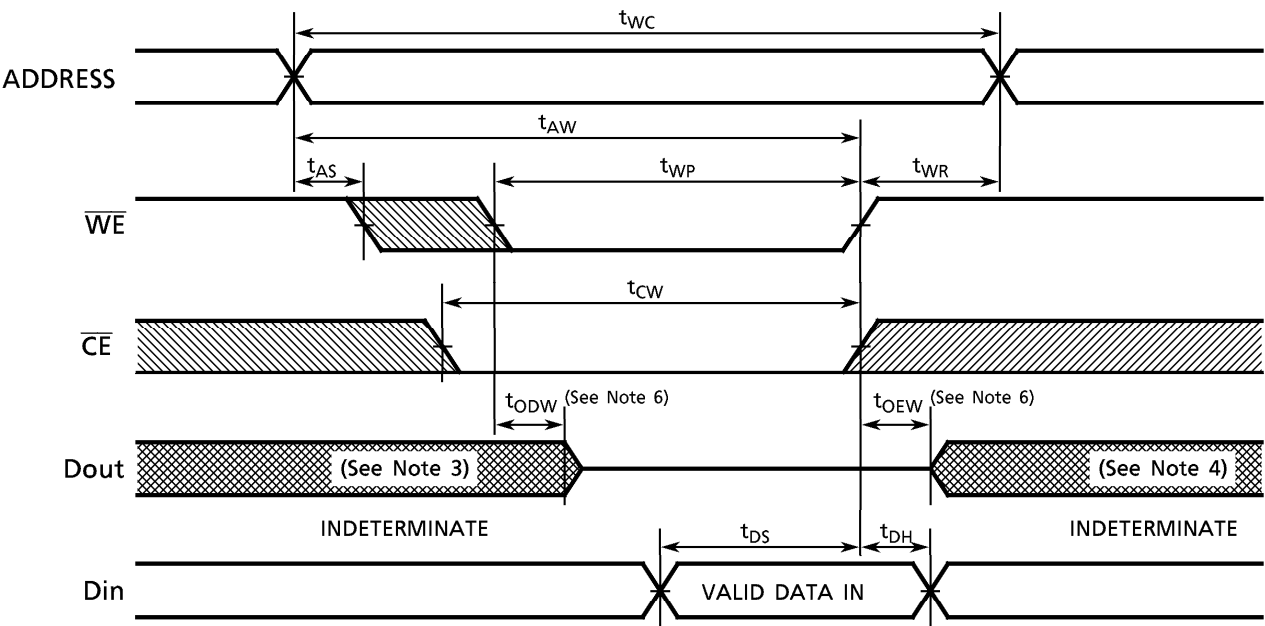 tWC
ADDRESS
tAW
tAS
tWP
tWR
WE
tCW
CE
tODW (See Note 6)
tOEW (See Note 6)
Dout
(See Note 3)
(See Note 4)
INDETERMINATE
INDETERMINATE
tDS
tDH
Din
VALID DATA IN